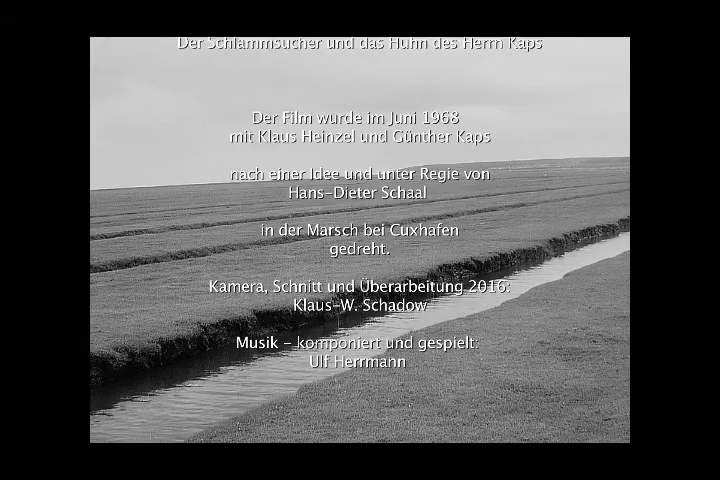 Der Schlammsucher und das Huhn des Herrn Kaps
Der Film wurde im Juni 1968
mit Klaus Heinzel und Günther Kaps
nach einer Idee und unter Regie von
Hans-Dieter Schaal
in der Marsch bei Cuxhafen
gedreht.
Kamera, Schnitt und Überarbeitung 2016:
Klaus-W. Schadow
Musik - komponiert und gespielt:
Ulf Herrmann